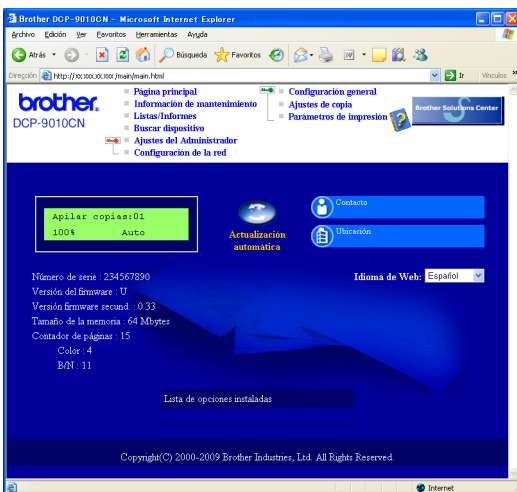 Brother DCP-9010CN - Microsoft Internet Explorer
Archivo Edición Ver Favoritos Herramientas Ayuda
Atrás Búsqueda Favoritos
Dirección http://xx.xxx.xx.xxx /main/main.html Ir Vínculos »
brother.
DCP-9010CN
Página principal
Información de mantenimiento
Listas/Informes
Buscar dispositivo
Ajustes del Administrador
Configuración de la red
Configuración general
Ajustes de copia
Parámetros de impresión
Brother Solutions Center
Apilar copias:01
100% Auto
Actualización
automática
Contacto
Ubicación
Número de serie : 234567890
Idioma de Web: Español
Versión del firmware : U
Versión firmware secund. : 0.33
Tamaño de la memoria : 64 Mbytes
Contador de páginas : 15
Color : 4
B/N : 11
Lista de opciones instaladas
Copyright(C) 2000-2009 Brother Industries, Ltd. All Rights Reserved.
Internet